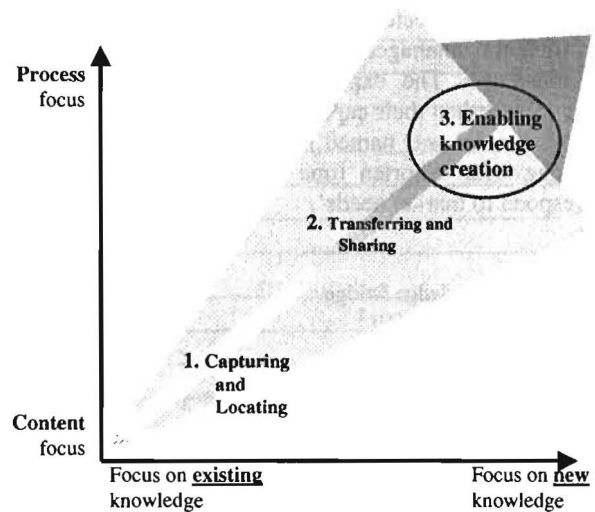 Process
focus
3. Enabling
knowledge
creation
2. Transferring and
Sharing
1. Capturing
and
Locating
Content
focus
Focus on existing
knowledge
Focus on new
knowledge